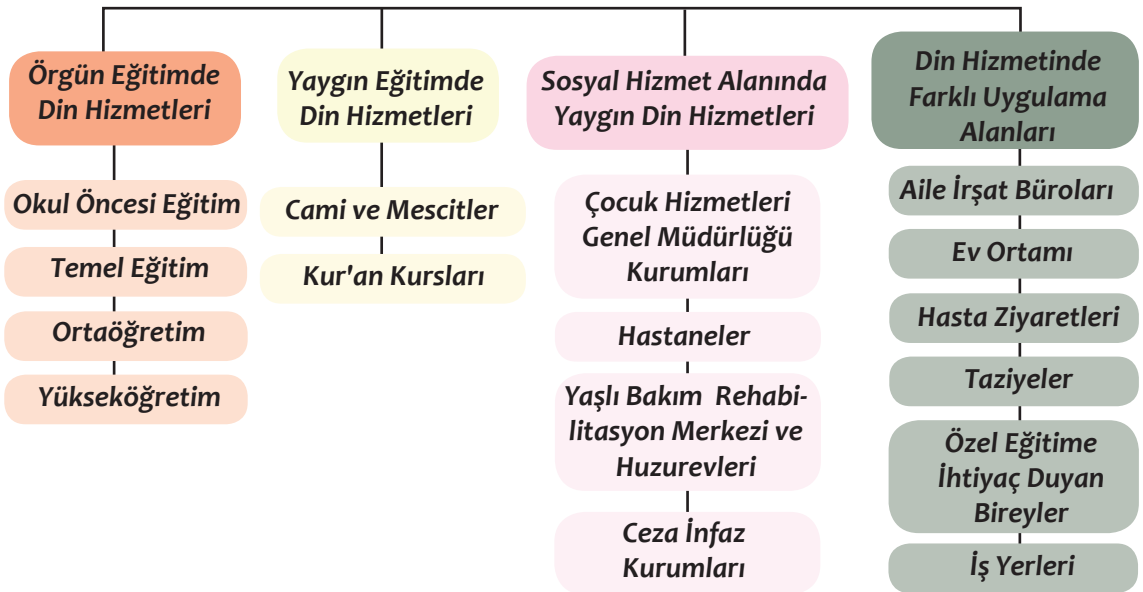 Örgün Eğitimde
Din Hizmetleri
Okul Öncesi Eğitim
Temel Eğitim
Ortaöğretim
Yükseköğretim
Yaygın Eğitimde
Din Hizmetleri
Cami ve Mescitler
Kur'an Kursları
Sosyal Hizmet Alanında
Yaygın Din Hizmetleri
Çocuk Hizmetleri
Genel Müdürlüğü
Kurumları
Hastaneler
Yaşlı Bakım Rehabi-
litasyon Merkezi ve
Huzurevleri
Ceza İnfaz
Kurumları
Din Hizmetinde
Farklı Uygulama
Alanları
Aile İrşat Büroları
Ev Ortamı
Hasta Ziyaretleri
Taziyeler
Özel Eğitime
İhtiyaç Duyan
Bireyler
İş Yerleri